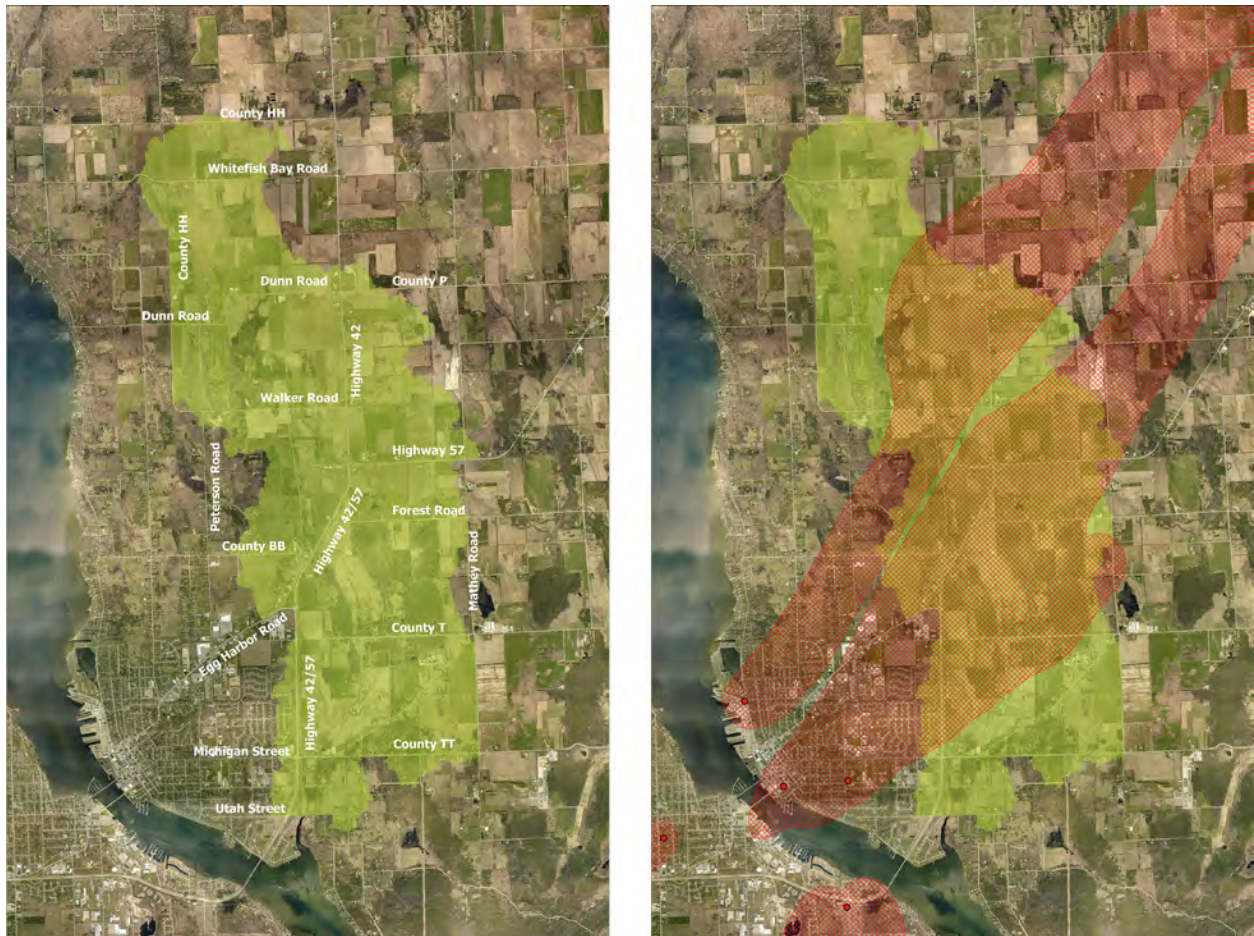 County HH
Whitefish Bay Road
County HH
Dunn Road
County P
Dunn Road
Highway 42
Walker Road
Highway 57
Peterson Road
Forest Road
Highway 42/57
County BB
Mathey Road
County T
Egg Harbor Road
Highway 42/57
Michigan Street
County TT
Utah Street